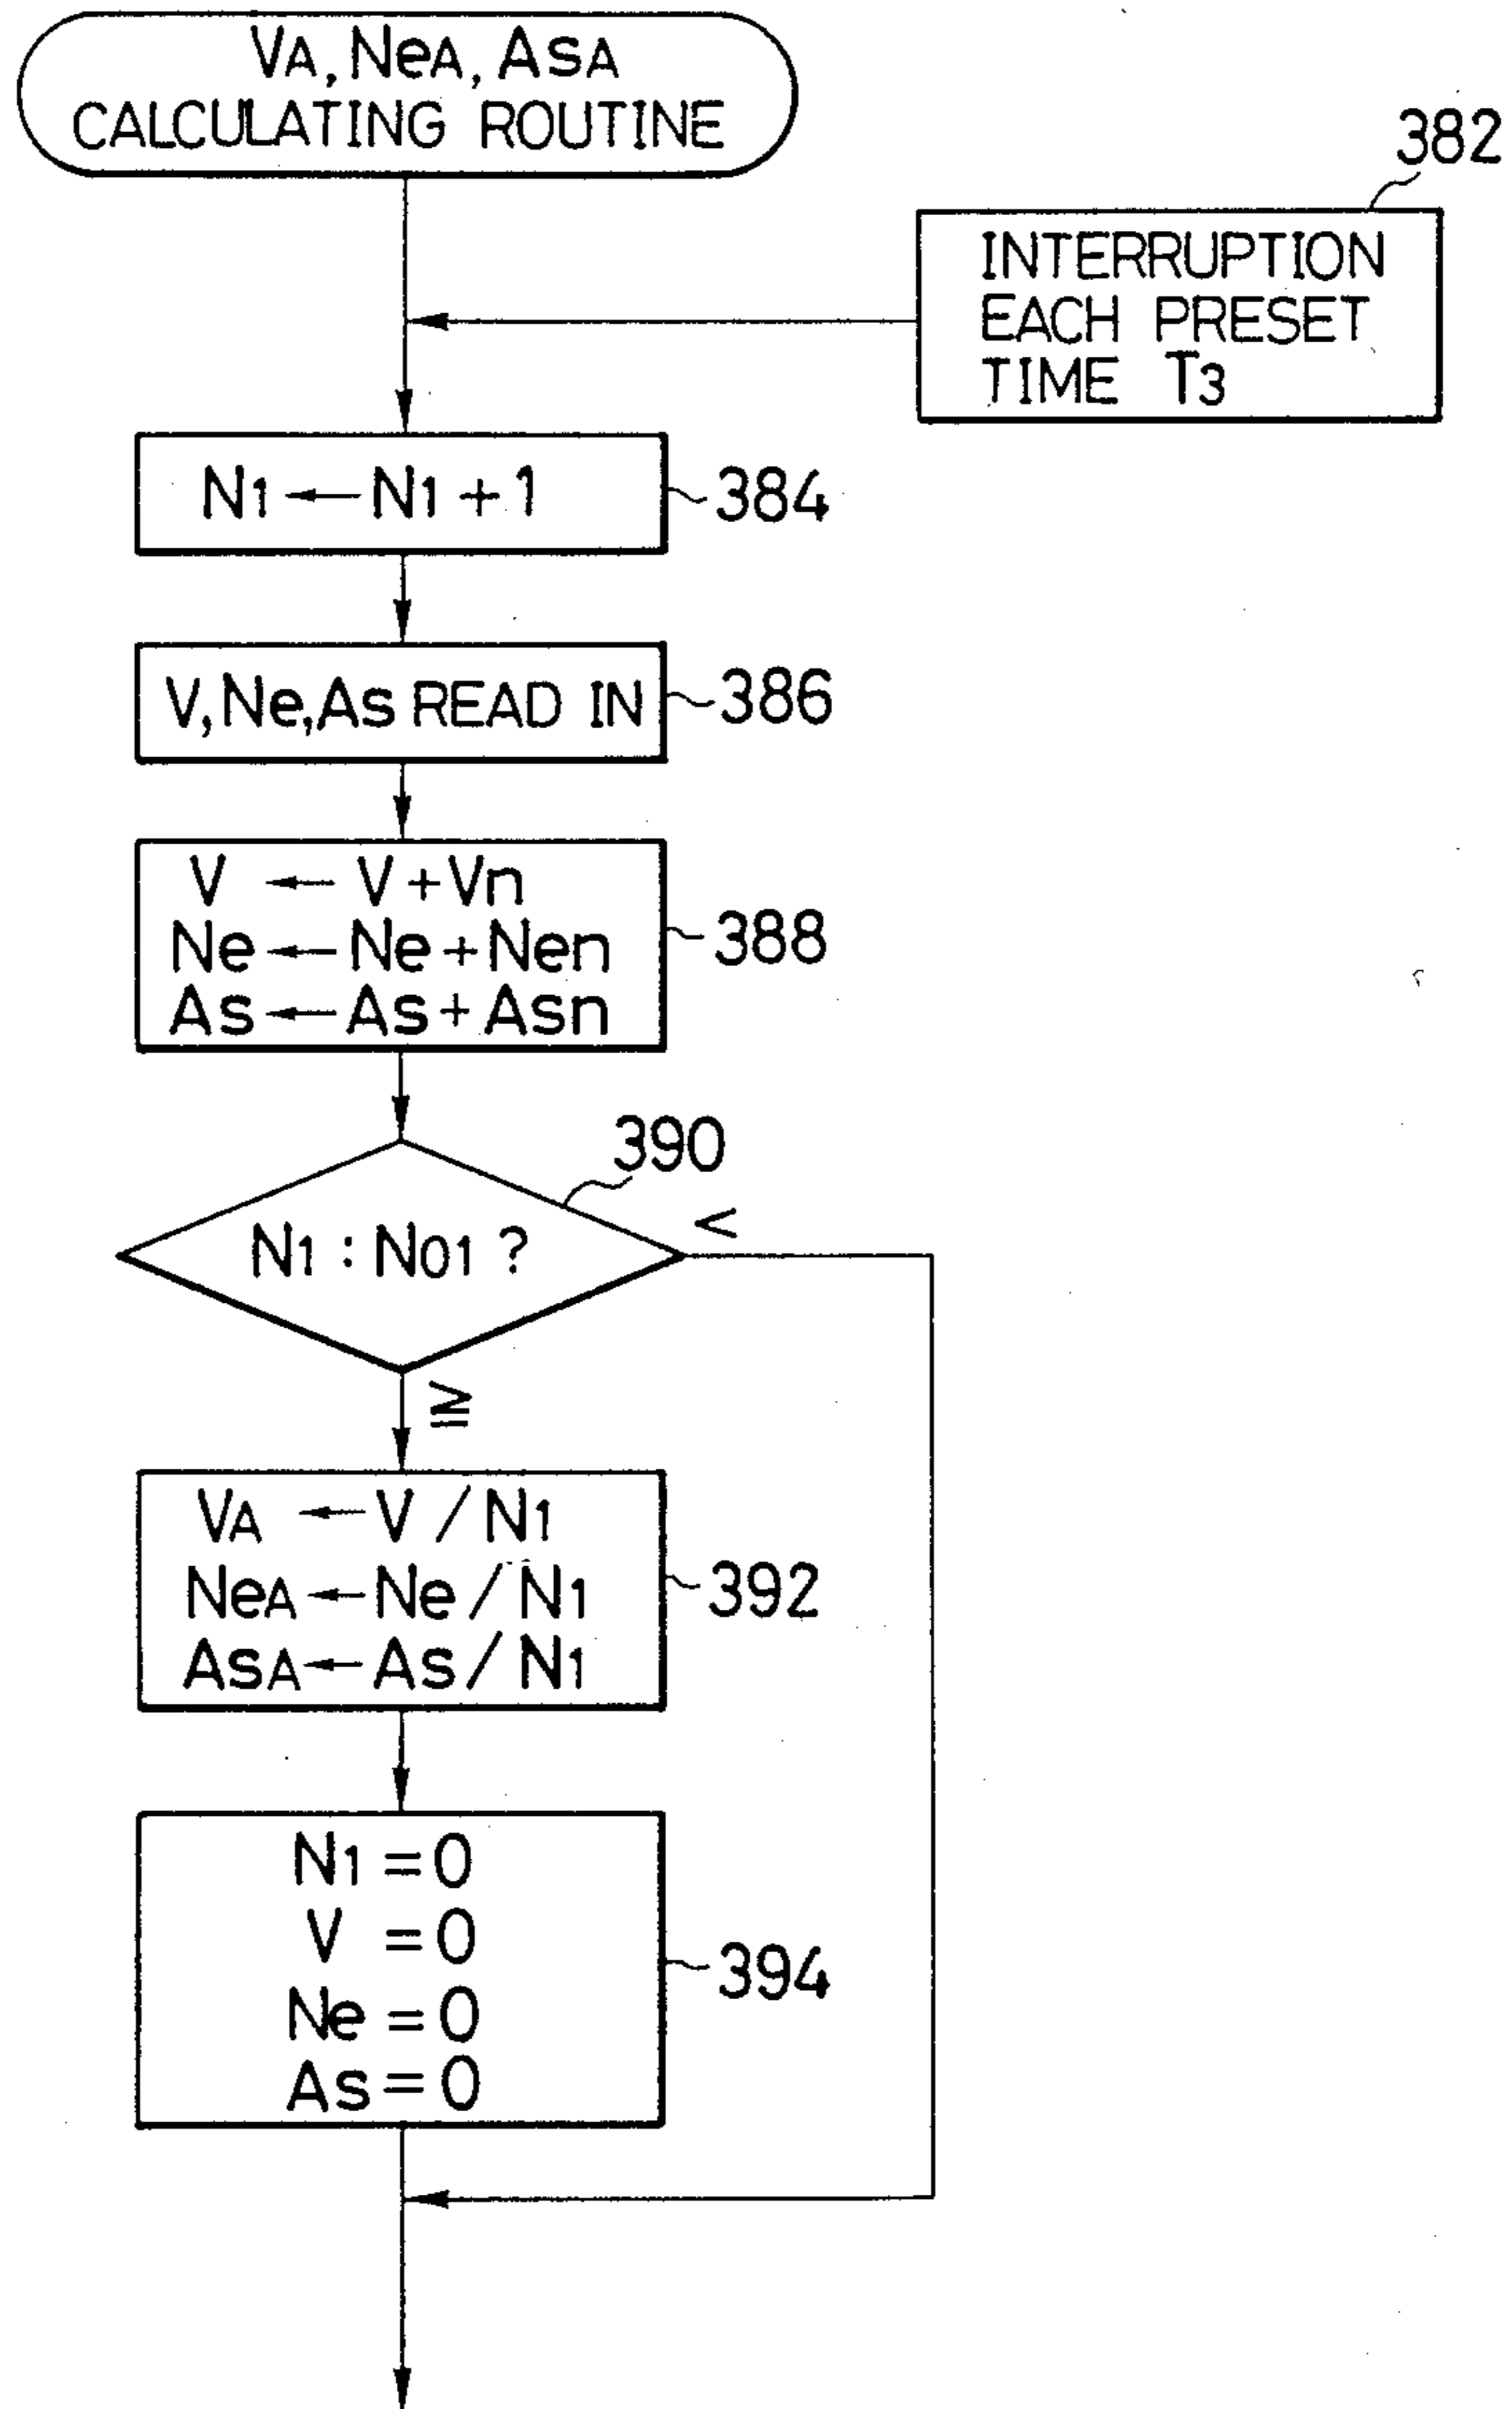 VA, NeA, AsA
CALCULATING ROUTINE
382
INTERRUPTION
EACH PRESET
TIME T3
N1 ← N1 + 1
384
V, Ne, As READ IN
386
V ← V + Vn
Ne ← Ne + Nen
As ← As + Asn
388
390
N1 : N01 ?
<
≧
VA ← V / N1
NeA ← Ne / N1
AsA ← As / N1
392
N1 = 0
V = 0
Ne = 0
As = 0
394